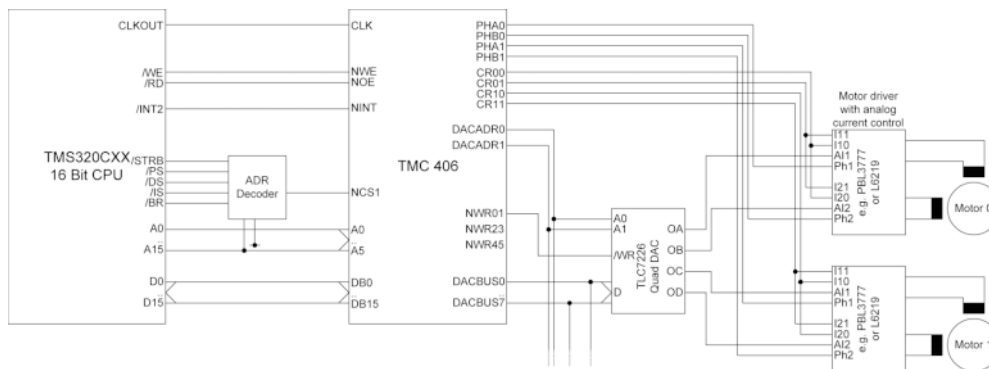 CLKOUT
/WE
/RD
/INT2
TMS320CXX
16 Bit CPU
/STRB
/PS
/DS
/IS
/BR
A0
A15
D0
D15
ADR
Decoder
CLK
NWE
NOE
NINT
TMC 406
NCS1
A0
A5
DB0
DB15
PHA0
PHB0
PHA1
PHB1
CR00
CR01
CR10
CR11
DACADR0
DACADR1
NWR01
NWR23
NWR45
DACBUS0
DACBUS7
A0
A1
/WR
D
TLC7226
Quad DAC
OA
OB
OC
OD
Motor driver
with analog
current control
I11
I10
AI1
Ph1
I21
I20
AI2
Ph2
e.g. PBL3777
or L6219
Motor 0
I11
I10
AI1
Ph1
I21
I20
AI2
Ph2
e.g. PBL3777
or L6219
Motor 1